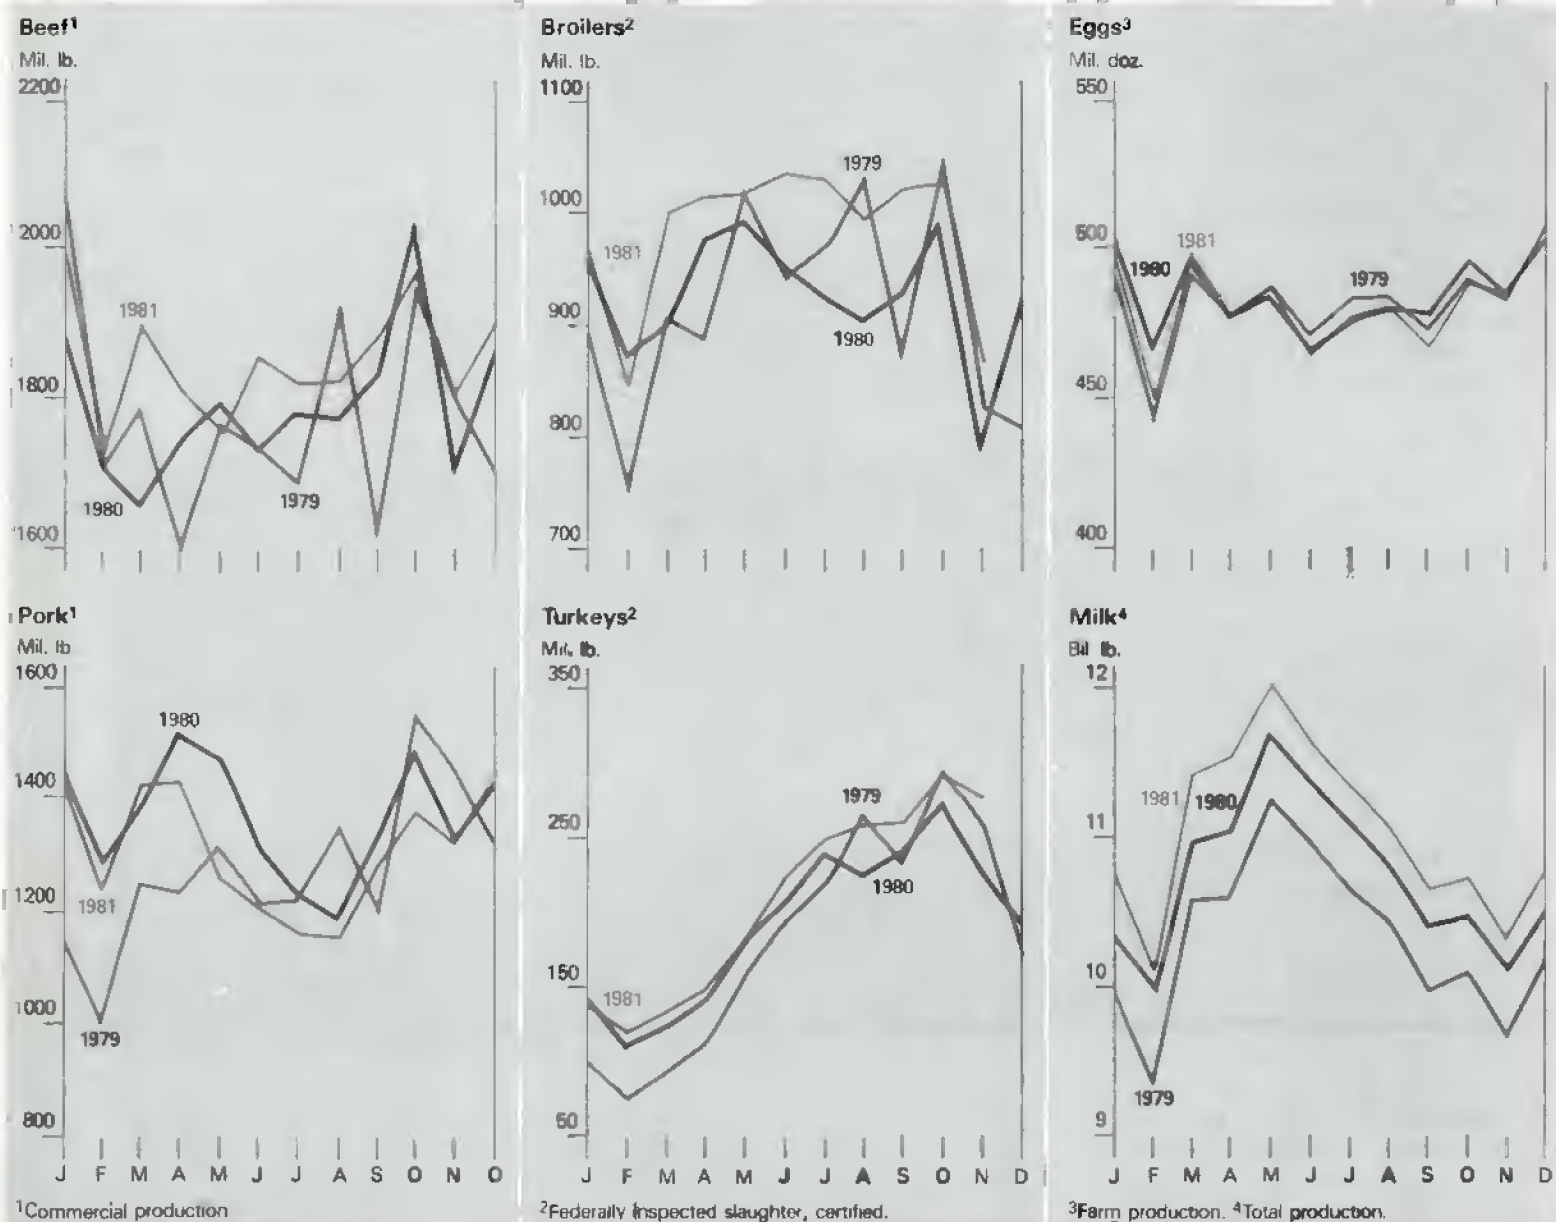 Beef¹
Mil. lb.
2200
2000
1800
1600
1981
1980
1979
Broilers²
Mil. lb.
1100
1000
900
800
700
1979
1981
1980
Eggs³
Mil. doz.
550
500
450
400
1981
1980
1979
Pork¹
Mil. lb
1600
1400
1200
1000
800
1980
1981
1979
J F M A M J J A S O N O
Turkeys²
Mil. lb.
350
250
150
50
1979
1980
1981
J F M A M J J A S O N D
Milk⁴
Bil lb.
12
11
10
9
1981
1980
1979
J F M A M J J A S O N D
¹Commercial production
²Federally inspected slaughter, certified.
³Farm production. ⁴Total production.